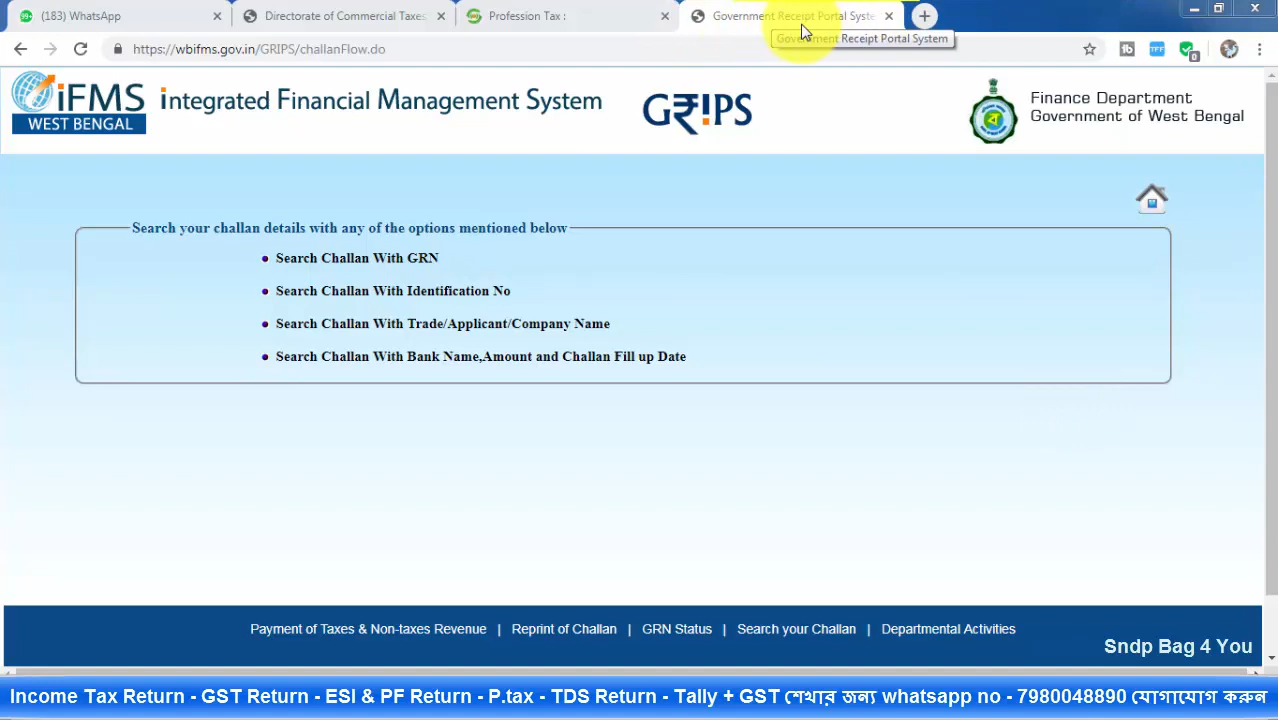 (183) WhatsApp
Directorate of Commercial Taxes
Profession Tax :
Government Receipt Portal Syste
Government Receipt Portal System
https://wbifms.gov.in/GRIPS/challanFlow.do
iFMS
WEST BENGAL
Integrated Financial Management System
GRIPS
Finance Department
Government of West Bengal
Search your challan details with any of the options mentioned below
Search Challan With GRN
Search Challan With Identification No
Search Challan With Trade/Applicant/Company Name
Search Challan With Bank Name,Amount and Challan Fill up Date
Payment of Taxes & Non-taxes Revenue | Reprint of Challan | GRN Status | Search your Challan | Departmental Activities
Sndp Bag 4 You
Income Tax Return - GST Return - ESI & PF Return - P.tax - TDS Return - Tally + GST শেখার জন্য whatsapp no - 7980048890 যোগাযোগ করুন